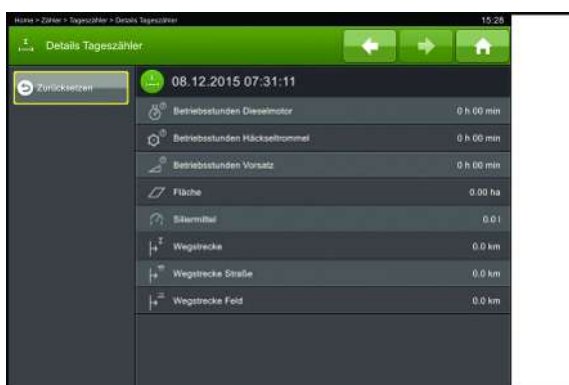 Home > Zähler > Tageszähler > Details Tageszähler 15:28
Details Tageszähler
Zurücksetzen
08.12.2015 07:31:11
Betriebsstunden Dieselmotor 0 h 00 min
Betriebsstunden Häckseltrommel 0 h 00 min
Betriebsstunden Vorsatz 0 h 00 min
Fläche 0.00 ha
Siliermittel 0.0 l
Wegstrecke 0.0 km
Wegstrecke Straße 0.0 km
Wegstrecke Feld 0.0 km